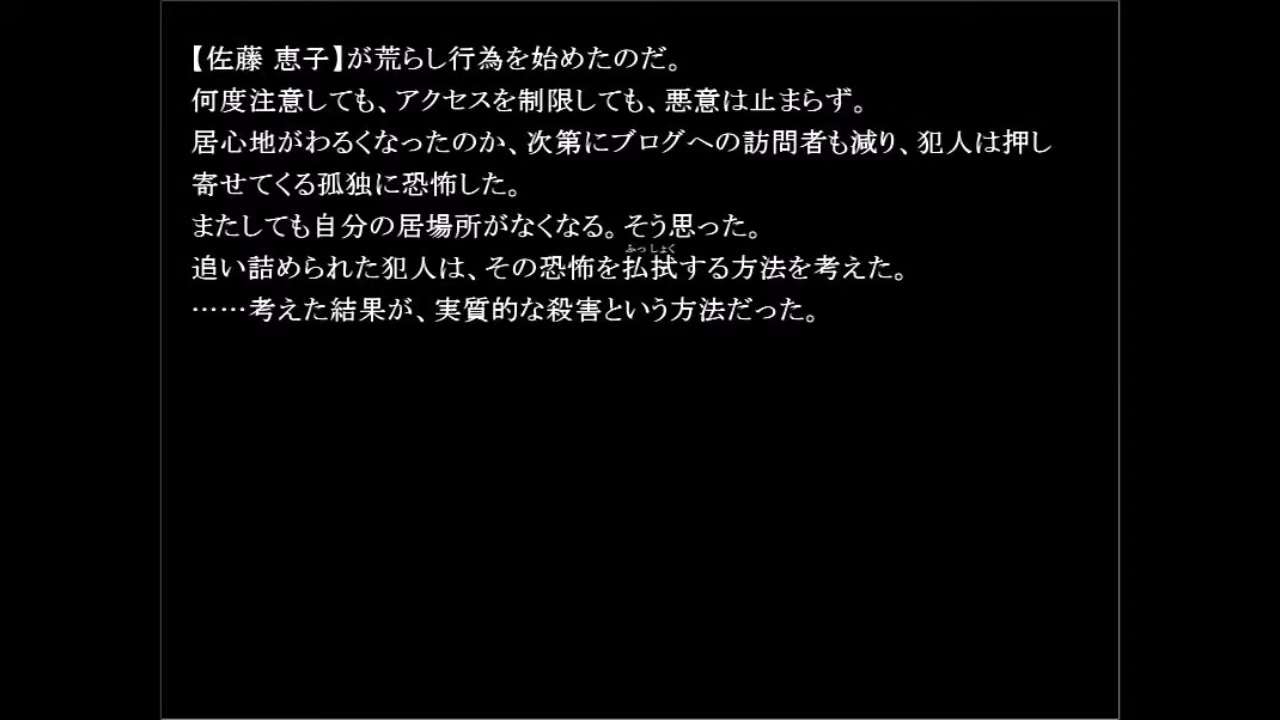 【佐藤 恵子】が荒らし行為を始めたのだ。
何度注意しても、アクセスを制限しても、悪意は止まらず。
居心地がわるくなったのか、次第にブログへの訪問者も減り、犯人は押し
寄せてくる孤独に恐怖した。
またしても自分の居場所がなくなる。そう思った。
ふっしょく
追い詰められた犯人は、その恐怖を払拭する方法を考えた。
……考えた結果が、実質的な殺害という方法だった。